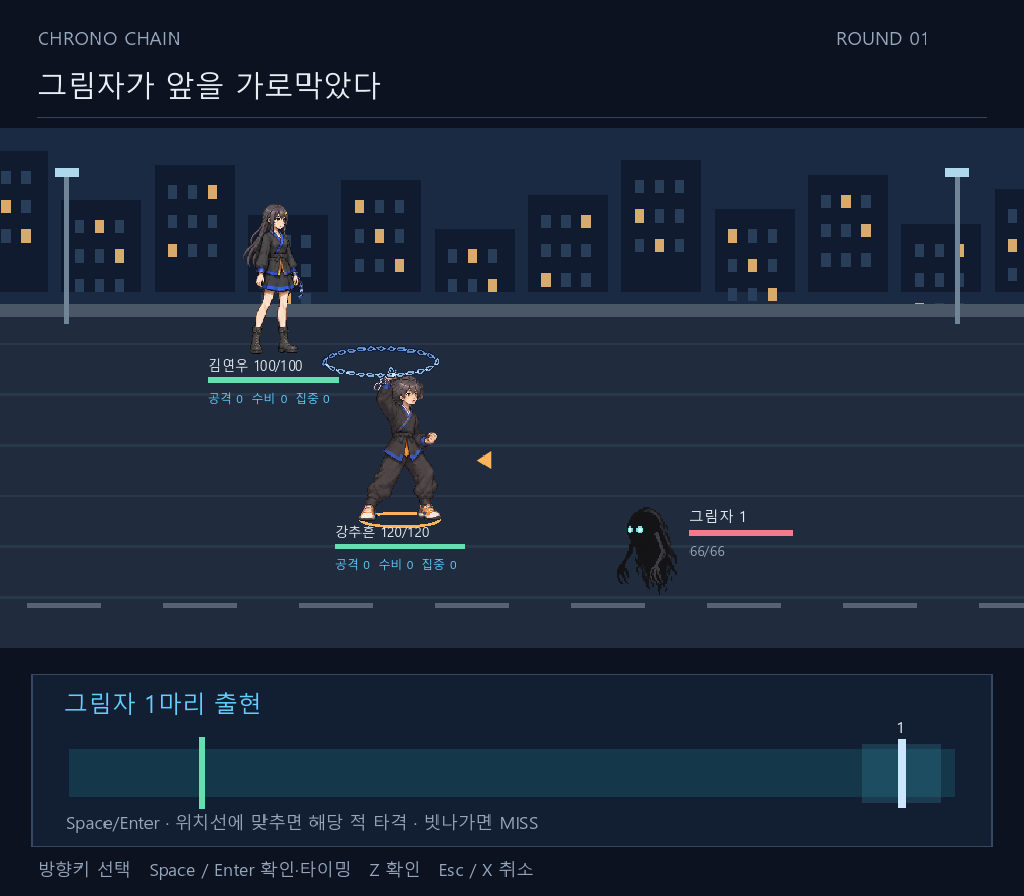 CHRONO CHAIN
ROUND 01
그림자가 앞을 가로막았다
김연우 100/100
공격 0 수비 0 집중 0
강추흔 120/120
공격 0 수비 0 집중 0
그림자 1
66/66
그림자 1마리 출현
1
Space/Enter · 위치선에 맞추면 해당 적 타격 · 빗나가면 MISS
방향키 선택 Space / Enter 확인·타이밍 Z 확인 Esc / X 취소